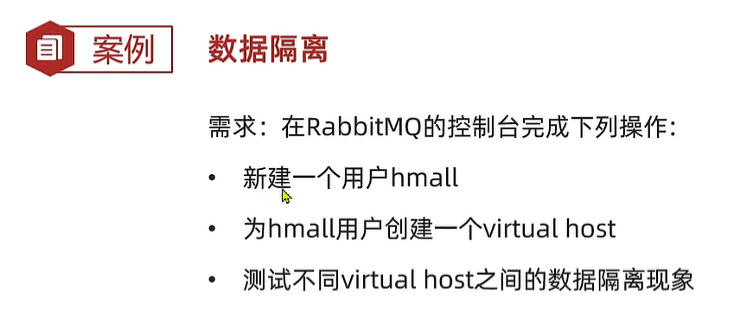 案例 数据隔离
需求：在RabbitMQ的控制台完成下列操作：
• 新建一个用户hmall
• 为hmall用户创建一个virtual host
• 测试不同virtual host之间的数据隔离现象